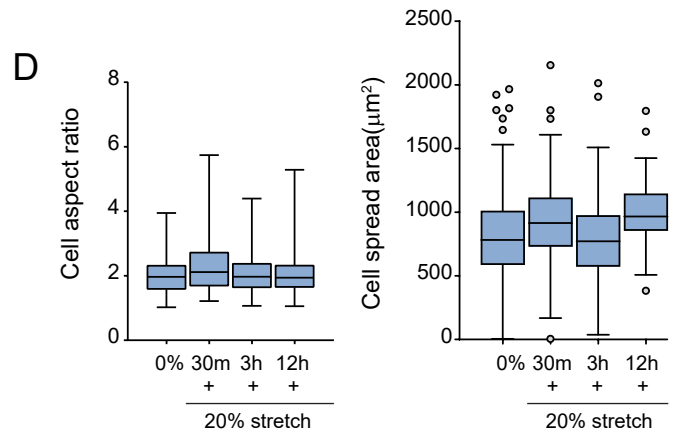 D
Cell aspect ratio
8
6
4
2
0
0% 30m 3h 12h
+ + +
20% stretch
Cell spread area(μm²)
2500
2000
1500
1000
500
0
0% 30m 3h 12h
+ + +
20% stretch